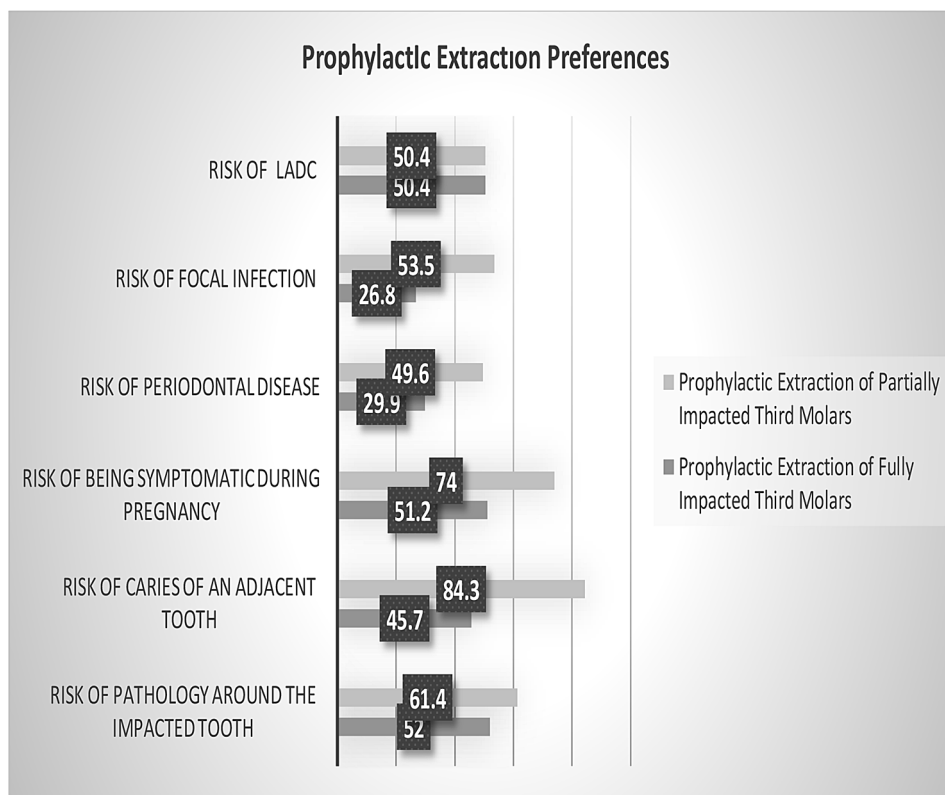 Prophylactic Extraction Preferences
RISK OF LADC
50.4
50.4
RISK OF FOCAL INFECTION
53.5
26.8
RISK OF PERIODONTAL DISEASE
49.6
29.9
RISK OF BEING SYMPTOMATIC DURING
PREGNANCY
74
51.2
RISK OF CARIES OF AN ADJACENT
TOOTH
84.3
45.7
RISK OF PATHOLOGY AROUND THE
IMPACTED TOOTH
61.4
52
Prophylactic Extraction of Partially
Impacted Third Molars
Prophylactic Extraction of Fully
Impacted Third Molars